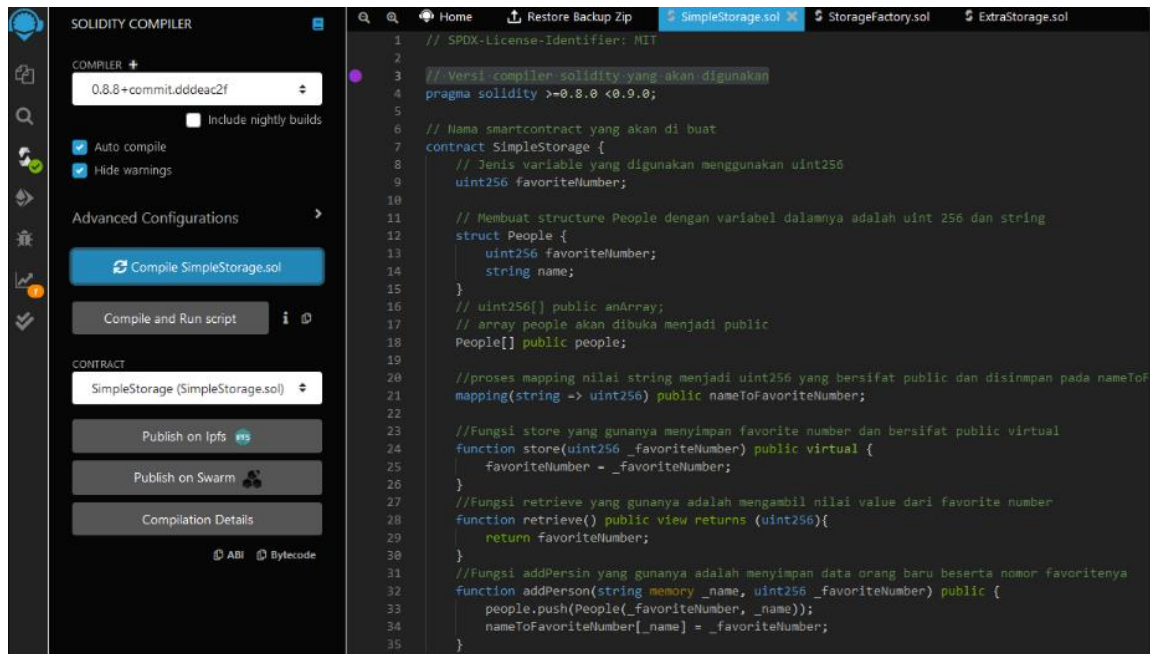 SOLIDITY COMPILER
COMPILER +
0.8.8+commit.dddeac2f
Include nightly builds
Auto compile
Hide warnings
Advanced Configurations
Compile SimpleStorage.sol
Compile and Run script
CONTRACT
SimpleStorage (SimpleStorage.sol)
Publish on Ipfs
Publish on Swarm
Compilation Details
ABI Bytecode
Home Restore Backup Zip SimpleStorage.sol StorageFactory.sol ExtraStorage.sol
1 // SPDX-License-Identifier: MIT
2
3 // Versi compiler solidity yang akan digunakan
4 pragma solidity >=0.8.0 <0.9.0;
5
6 // Nama smartcontract yang akan di buat
7 contract SimpleStorage {
8 // Jenis variable yang digunakan menggunakan uint256
9 uint256 favoriteNumber;
10
11 // Membuat structure People dengan variabel dalamnya adalah uint 256 dan string
12 struct People {
13 uint256 favoriteNumber;
14 string name;
15 }
16 // uint256[] public anArray;
17 // array people akan dibuka menjadi public
18 People[] public people;
19
20 //proses mapping nilai string menjadi uint256 yang bersifat public dan disinmpan pada nameToF
21 mapping(string => uint256) public nameToFavoriteNumber;
22
23 //Fungsi store yang gunanya menyimpan favorite number dan bersifat public virtual
24 function store(uint256 _favoriteNumber) public virtual {
25 favoriteNumber = _favoriteNumber;
26 }
27 //Fungsi retrieve yang gunanya adalah mengambil nilai value dari favorite number
28 function retrieve() public view returns (uint256){
29 return favoriteNumber;
30 }
31 //Fungsi addPersin yang gunanya adalah menyimpan data orang baru beserta nomor favoritenya
32 function addPerson(string memory _name, uint256 _favoriteNumber) public {
33 people.push(People(_favoriteNumber, _name));
34 nameToFavoriteNumber[_name] = _favoriteNumber;
35 }